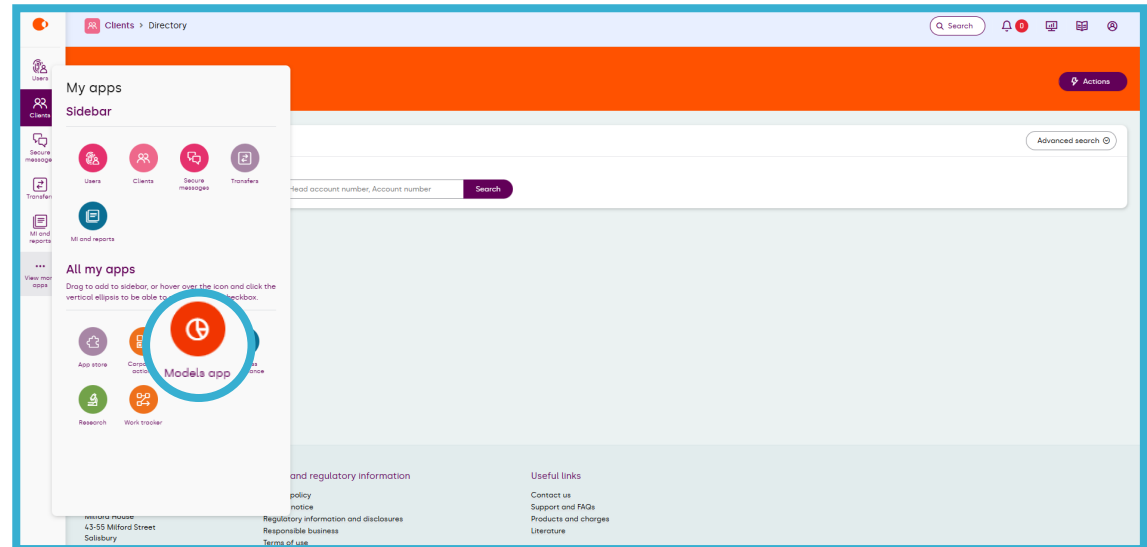 Clients > Directory
Search
0
Users
Clients
Secure
message
Transfer
MI and
reports
View mor
apps
My apps
Sidebar
Users
Clients
Secure
messages
Transfers
MI and reports
All my apps
Drag to add to sidebar, or hover over the icon and click the
vertical ellipsis to be able to
heckbox.
App store
Models app
Research
Work tracker
Actions
Advanced search
Head account number, Account number
Search
and regulatory information
policy
notice
Regulatory information and disclosures
Responsible business
Terms of use
Useful links
Contact us
Support and FAQs
Products and charges
Literature
Milford House
43-55 Milford Street
Salisbury